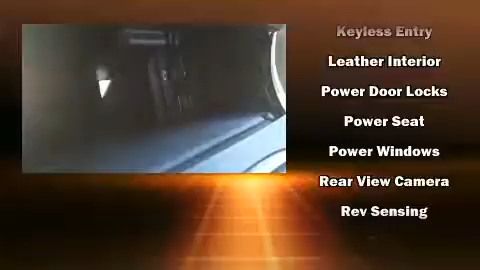 Keyless Entry
Leather Interior
Power Door Locks
Power Seat
Power Windows
Rear View Camera
Rev Sensing